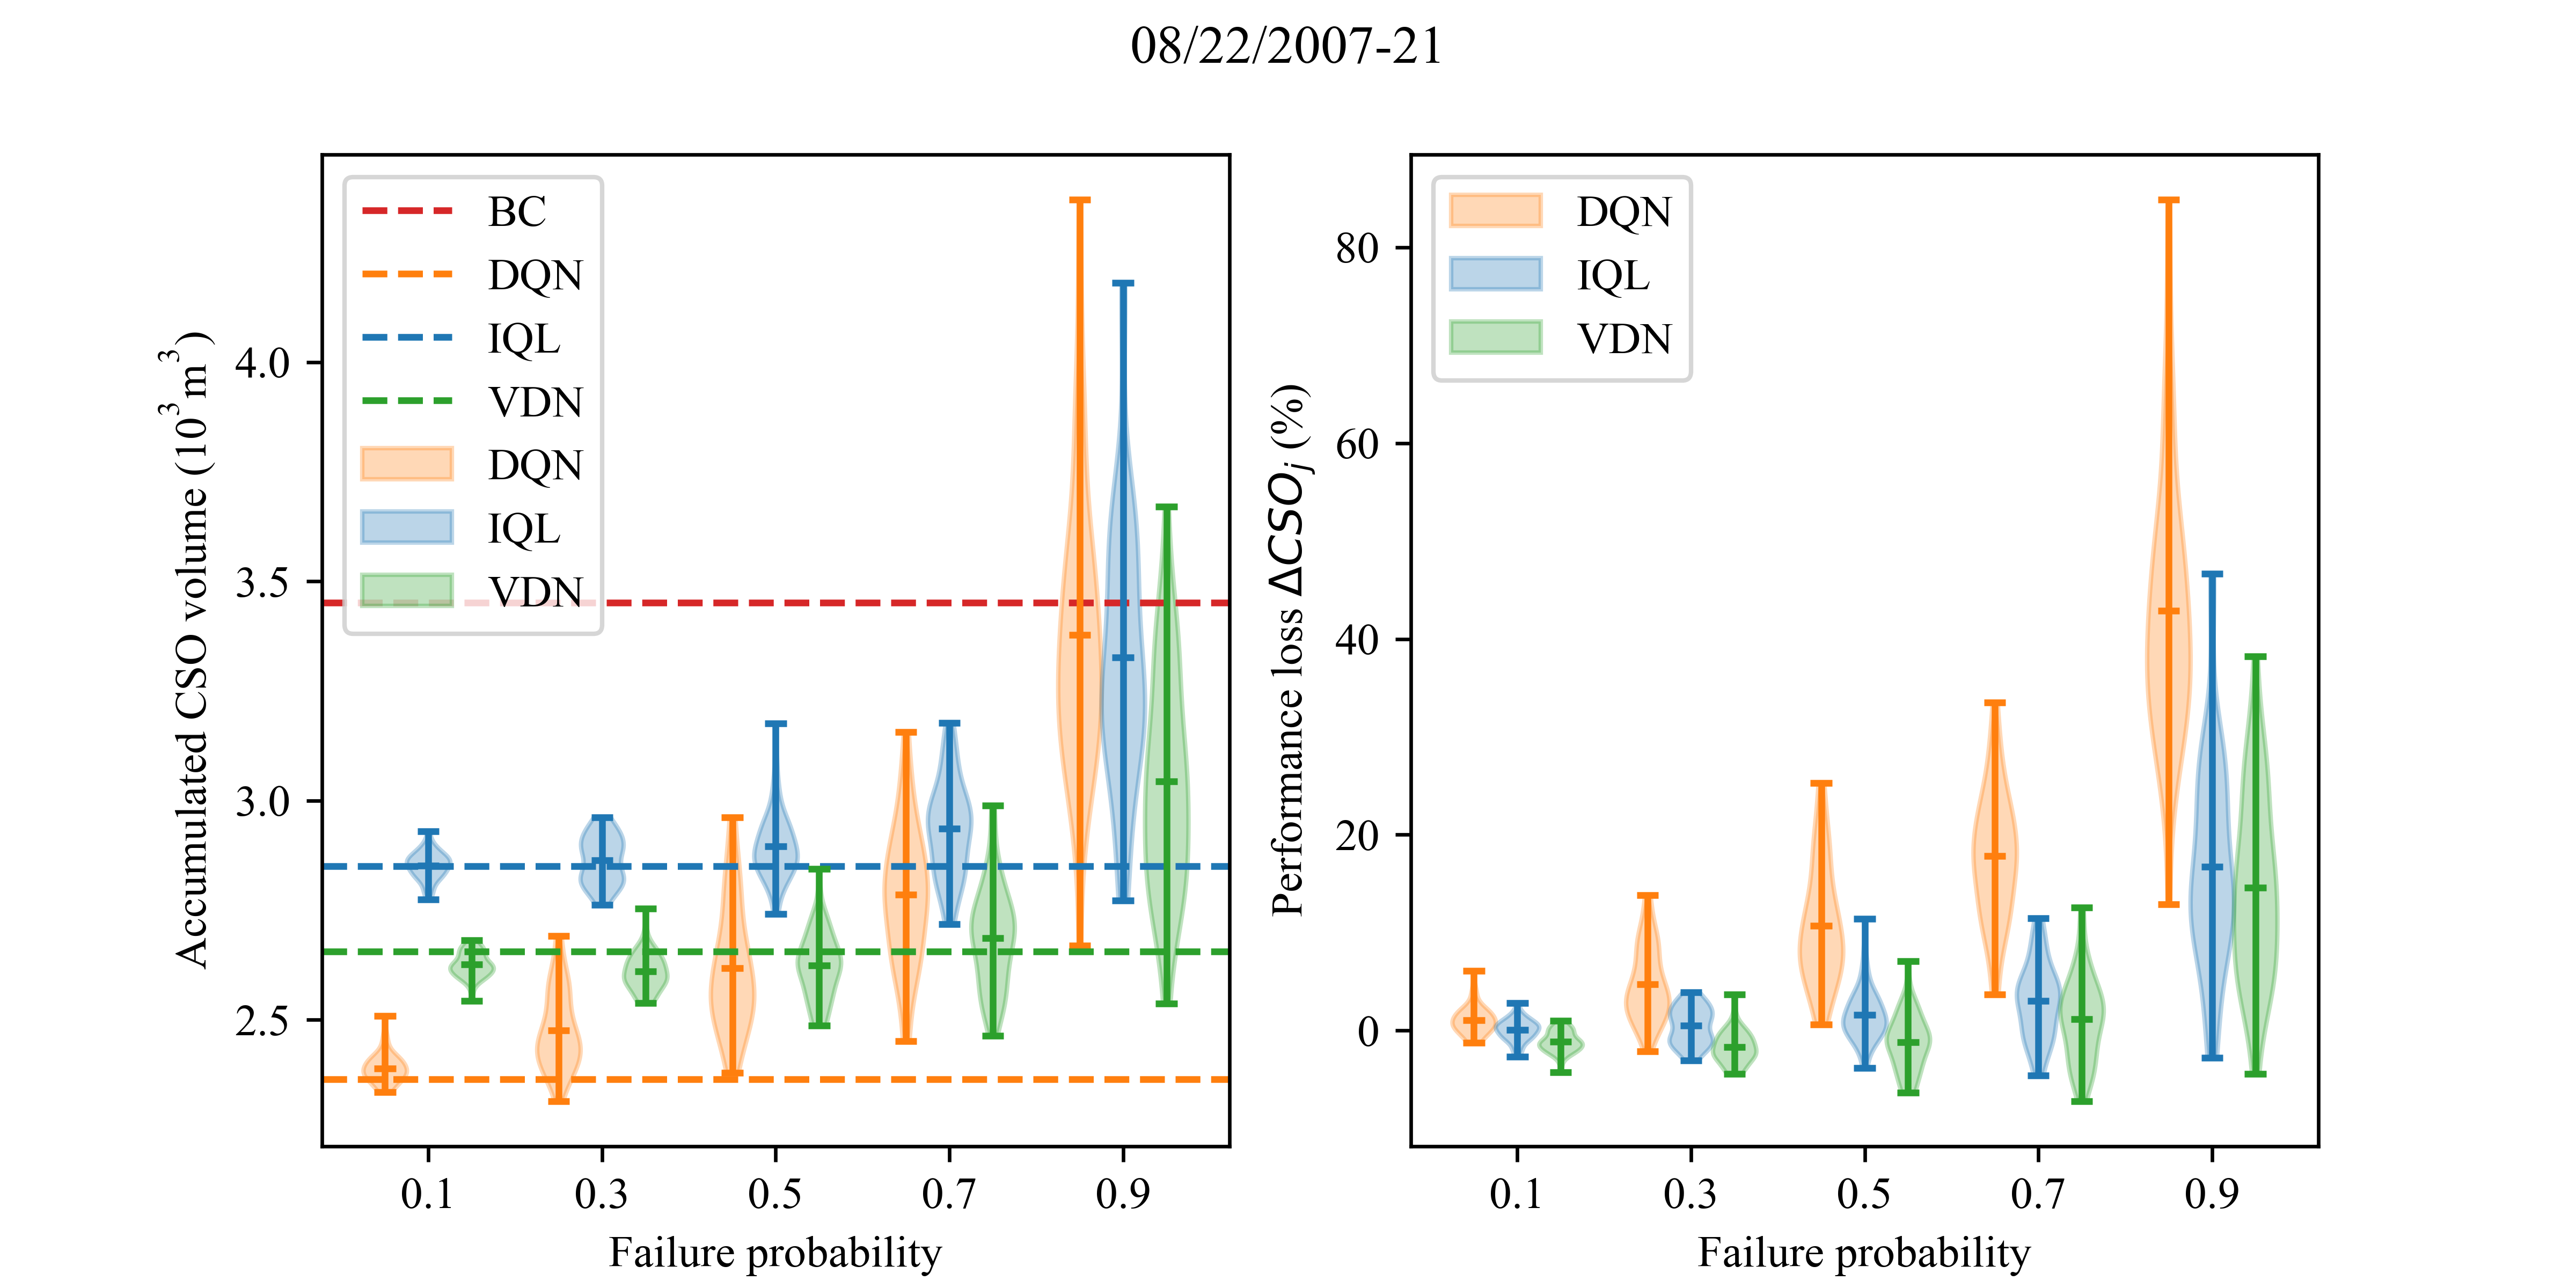 08/22/2007-21
Accumulated CSO volume (10³m³)
4.0
3.5
3.0
2.5
BC
DQN
IQL
VDN
DQN
IQL
VDN
0.1 0.3 0.5 0.7 0.9
Failure probability
Performance loss ΔCSOⱼ (%)
80
60
40
20
0
DQN
IQL
VDN
0.1 0.3 0.5 0.7 0.9
Failure probability